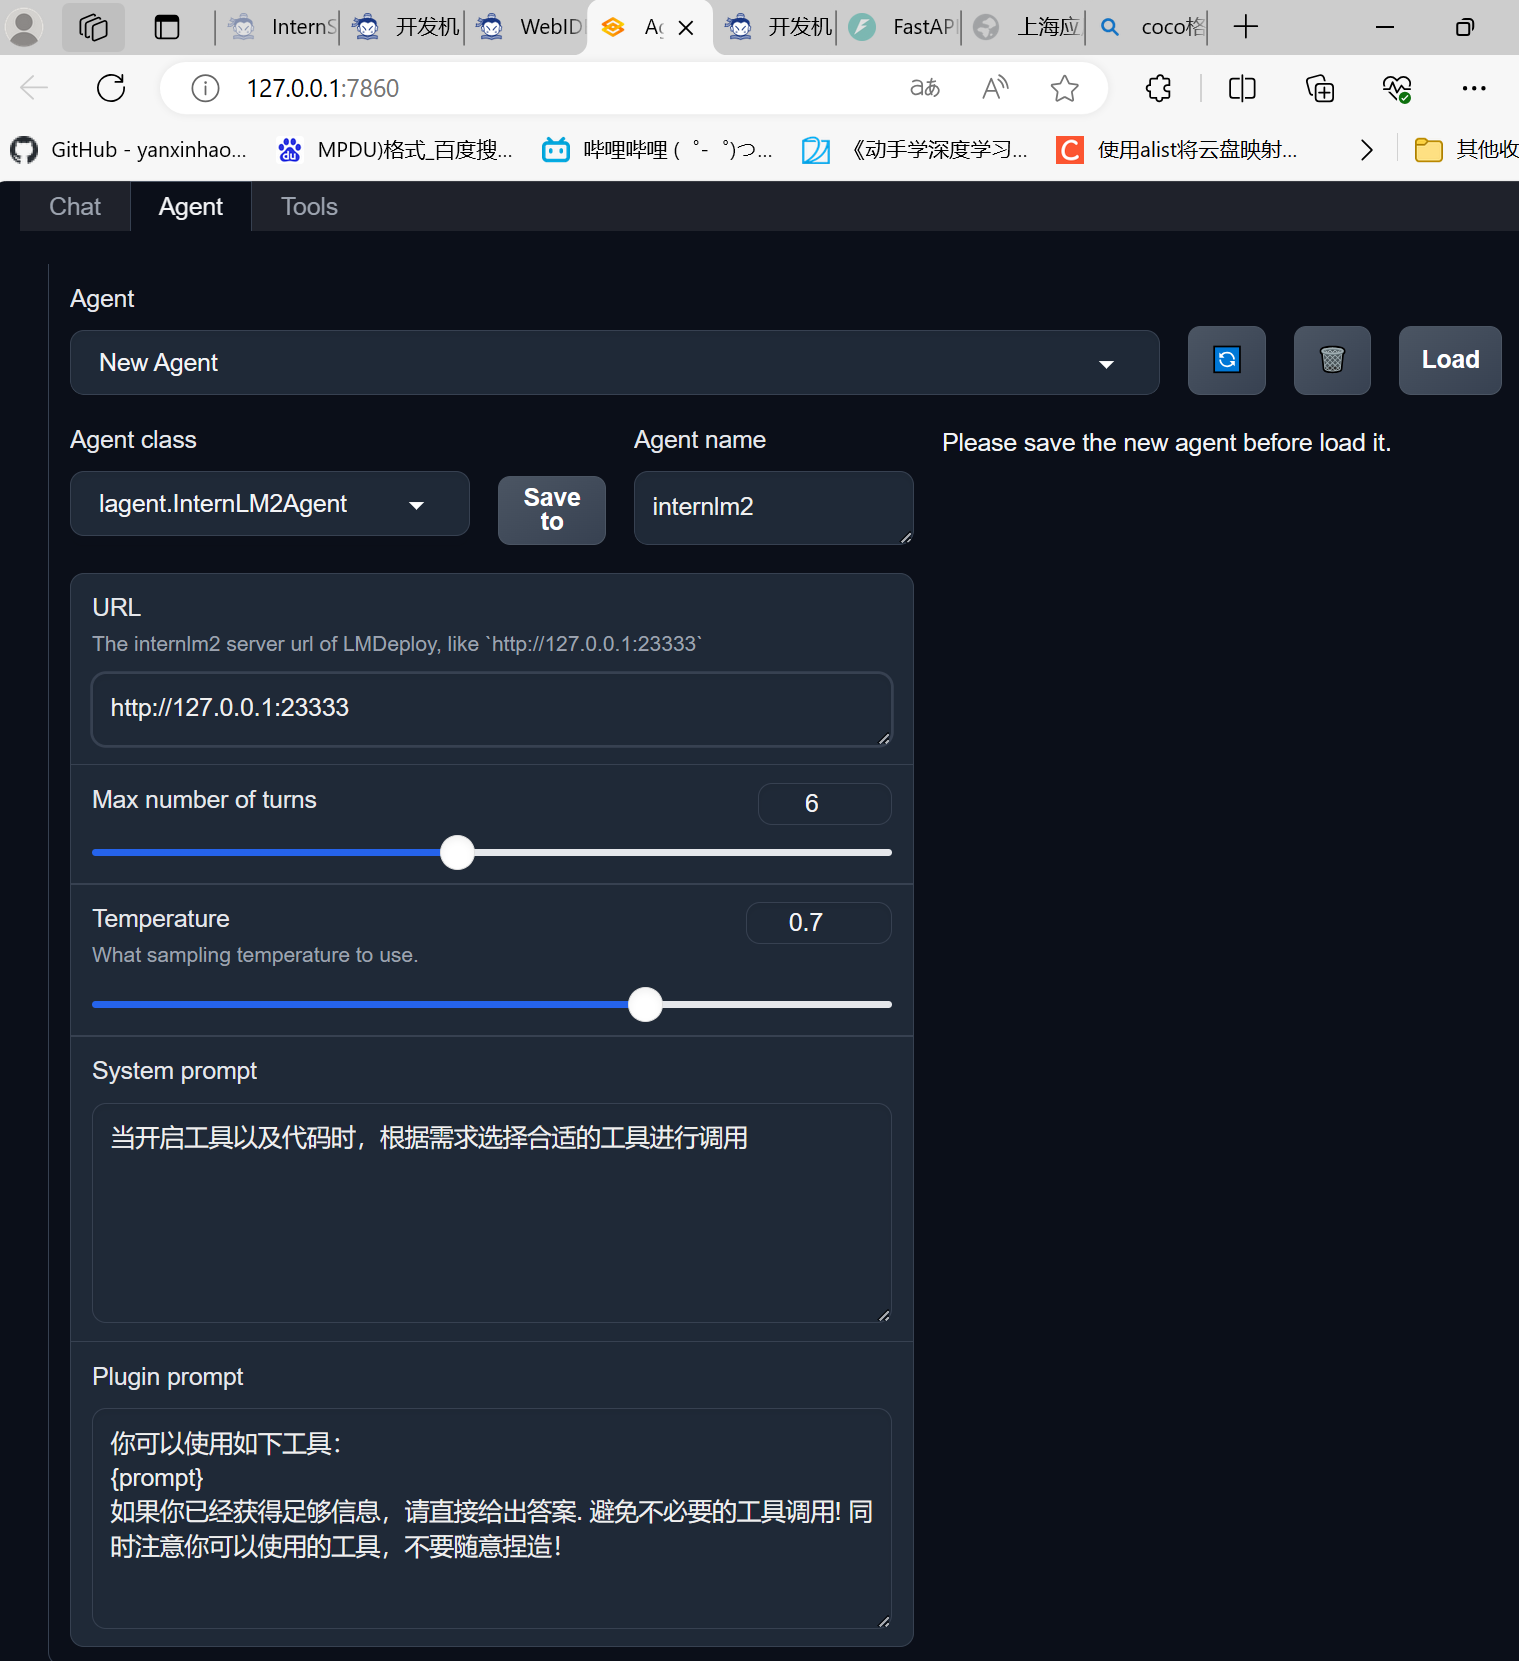 InternS
开发机
WebID
Ag
开发机
FastAPI
上海应
coco格
127.0.0.1:7860
aあ
GitHub - yanxinhao...
MPDU)格式_百度搜...
哔哩哔哩 ( ゜- ゜)つ...
《动手学深度学习...
使用alist将云盘映射...
其他收
Chat
Agent
Tools
Agent
New Agent
Load
Agent class
Agent name
Please save the new agent before load it.
lagent.InternLM2Agent
Save
to
internlm2
URL
The internlm2 server url of LMDeploy, like `http://127.0.0.1:23333`
http://127.0.0.1:23333
Max number of turns
6
Temperature
0.7
What sampling temperature to use.
System prompt
当开启工具以及代码时，根据需求选择合适的工具进行调用
Plugin prompt
你可以使用如下工具：
{prompt}
如果你已经获得足够信息，请直接给出答案. 避免不必要的工具调用! 同
时注意你可以使用的工具，不要随意捏造！